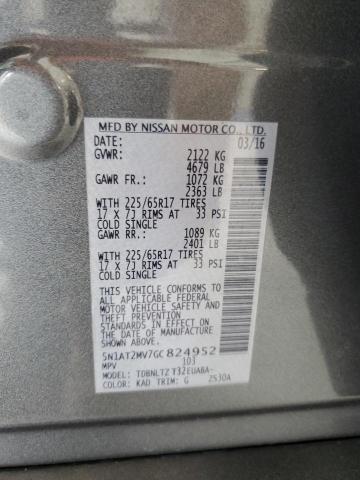 MFD BY NISSAN MOTOR CO., LTD.
DATE: 03/16
GVWR: 2122 KG
4679 LB
GAWR FR.: 1072 KG
2363 LB
WITH 225/65R17 TIRES
17 X 7J RIMS AT 33 PSI
COLD SINGLE
GAWR RR.: 1089 KG
2401 LB
WITH 225/65R17 TIRES
17 X 7J RIMS AT 33 PSI
COLD SINGLE
THIS VEHICLE CONFORMS TO
ALL APPLICABLE FEDERAL
MOTOR VEHICLE SAFETY
STANDARDS IN EFFECT ON
THE DATE OF MANUFACTURE
SHOWN ABOVE.
5N1AT2MV7GC824952
MPV 103
MODEL: TDBNLTZ T32EUABA-
COLOR: KAD TRIM: G 2530A